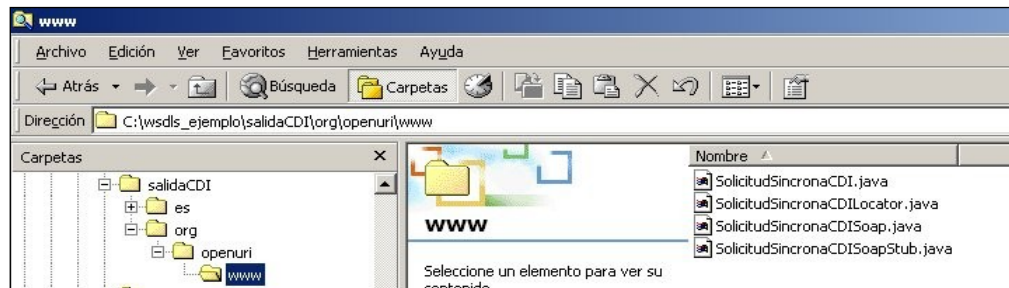 www
Archivo Edición Ver Favoritos Herramientas Ayuda
Atrás Búsqueda Carpetas
Dirección C:\wsdls_ejemplo\salidaCDI\org\openuri\www
Carpetas
salidaCDI
es
org
openuri
www
www
Seleccione un elemento para ver su
contenido
Nombre
SolicitudSincronaCDI.java
SolicitudSincronaCDILocator.java
SolicitudSincronaCDISoap.java
SolicitudSincronaCDISoapStub.java